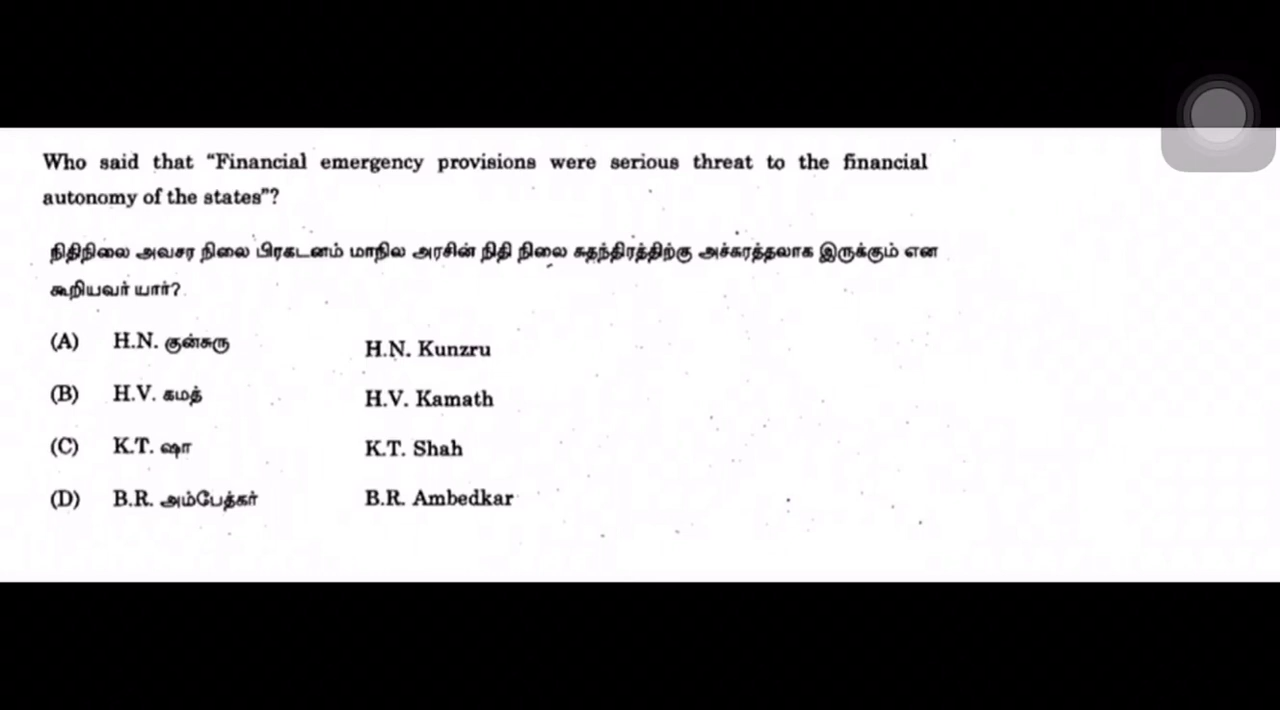 Who said that “Financial emergency provisions were serious threat to the financial
autonomy of the states”?
நிதிநிலை அவசர நிலை பிரகடனம் மாநில அரசின் நிதி நிலை சுதந்திரத்திற்கு அச்சுரத்தலாக இருக்கும் என
கூறியவர் யார்?
(A) H.N. குன்சுரு H.N. Kunzru
(B) H.V. கமத் H.V. Kamath
(C) K.T. ஷா K.T. Shah
(D) B.R. அம்பேத்கர் B.R. Ambedkar